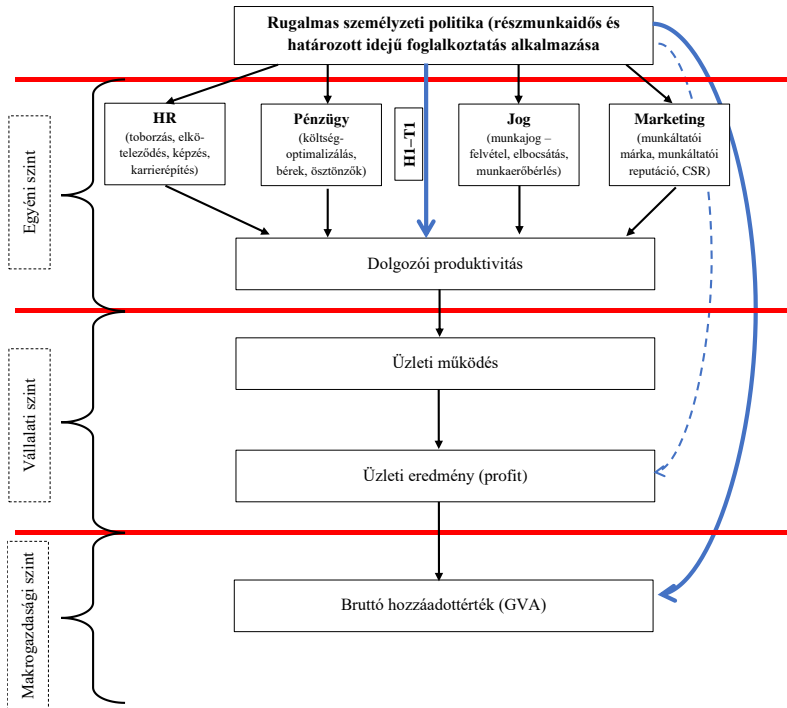 Rugalmas személyzeti politika (részmunkaidős és
határozott idejű foglalkoztatás alkalmazása
Egyéni szint
HR
(toborzás, elkö-
teleződés, képzés,
karrierépítés)
Pénzügy
(költség-
optimalizálás,
bérek, ösztönzők)
H1–T1
Jog
(munkajog –
felvétel, elbocsátás,
munkaerőbérlés)
Marketing
(munkáltatói
márka, munkáltatói
reputáció, CSR)
Dolgozói produktivitás
Vállalati szint
Üzleti működés
Üzleti eredmény (profit)
Makrogazdasági szint
Bruttó hozzáadottérték (GVA)